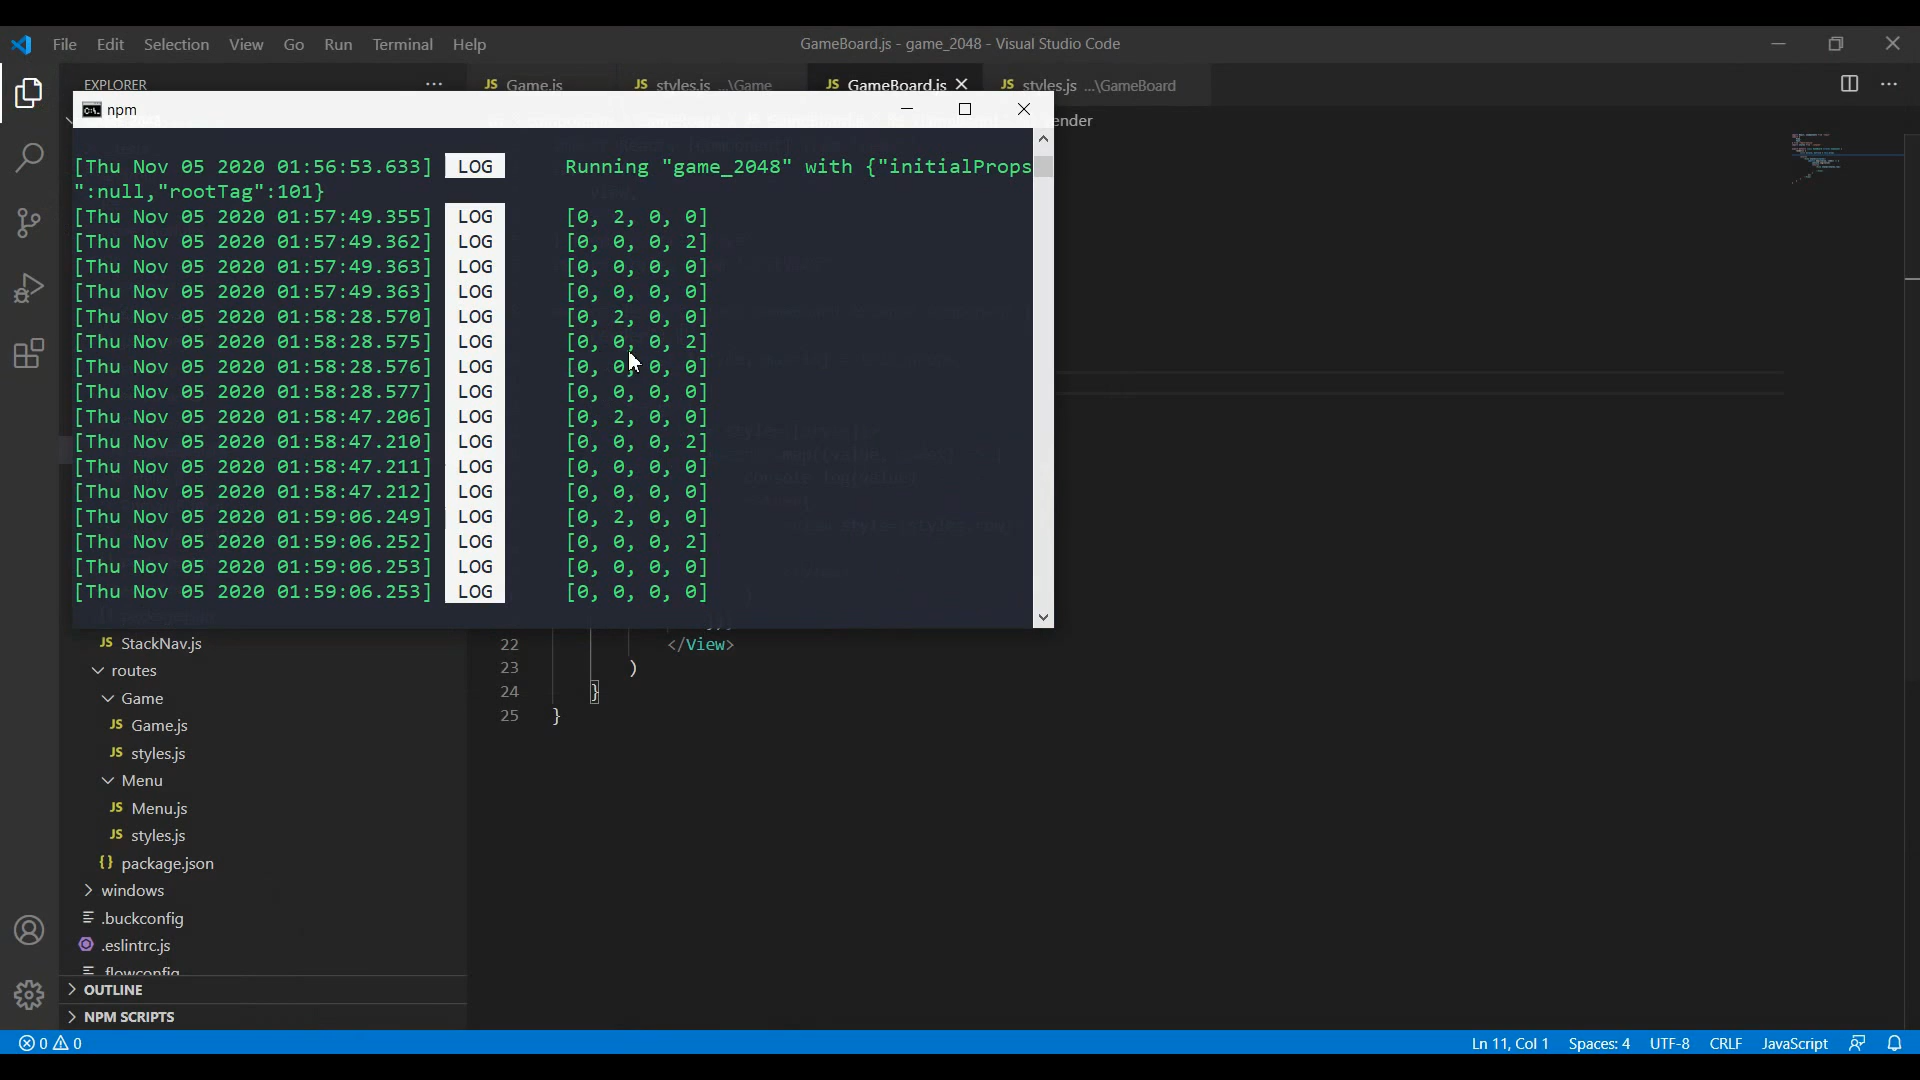 File Edit Selection View Go Run Terminal Help
GameBoard.js - game_2048 - Visual Studio Code
EXPLORER
Game.js
styles.js ...\Game
GameBoard.js
styles.js ...\GameBoard
npm
ender
[Thu Nov 05 2020 01:56:53.633] LOG Running "game_2048" with {"initialProps
":null,"rootTag":101}
[Thu Nov 05 2020 01:57:49.355] LOG [0, 2, 0, 0]
[Thu Nov 05 2020 01:57:49.362] LOG [0, 0, 0, 2]
[Thu Nov 05 2020 01:57:49.363] LOG [0, 0, 0, 0]
[Thu Nov 05 2020 01:57:49.363] LOG [0, 0, 0, 0]
[Thu Nov 05 2020 01:58:28.570] LOG [0, 2, 0, 0]
[Thu Nov 05 2020 01:58:28.575] LOG [0, 0, 0, 2]
[Thu Nov 05 2020 01:58:28.576] LOG [0, 0, 0, 0]
[Thu Nov 05 2020 01:58:28.577] LOG [0, 0, 0, 0]
[Thu Nov 05 2020 01:58:47.206] LOG [0, 2, 0, 0]
[Thu Nov 05 2020 01:58:47.210] LOG [0, 0, 0, 2]
[Thu Nov 05 2020 01:58:47.211] LOG [0, 0, 0, 0]
[Thu Nov 05 2020 01:58:47.212] LOG [0, 0, 0, 0]
[Thu Nov 05 2020 01:59:06.249] LOG [0, 2, 0, 0]
[Thu Nov 05 2020 01:59:06.252] LOG [0, 0, 0, 2]
[Thu Nov 05 2020 01:59:06.253] LOG [0, 0, 0, 0]
[Thu Nov 05 2020 01:59:06.253] LOG [0, 0, 0, 0]
StackNav.js
routes
Game
Game.js
styles.js
Menu
Menu.js
styles.js
package.json
windows
.buckconfig
.eslintrc.js
.flowconfig
OUTLINE
NPM SCRIPTS
22 </View>
23 )
24 }
25 }
0 0
Ln 11, Col 1 Spaces: 4 UTF-8 CRLF JavaScript